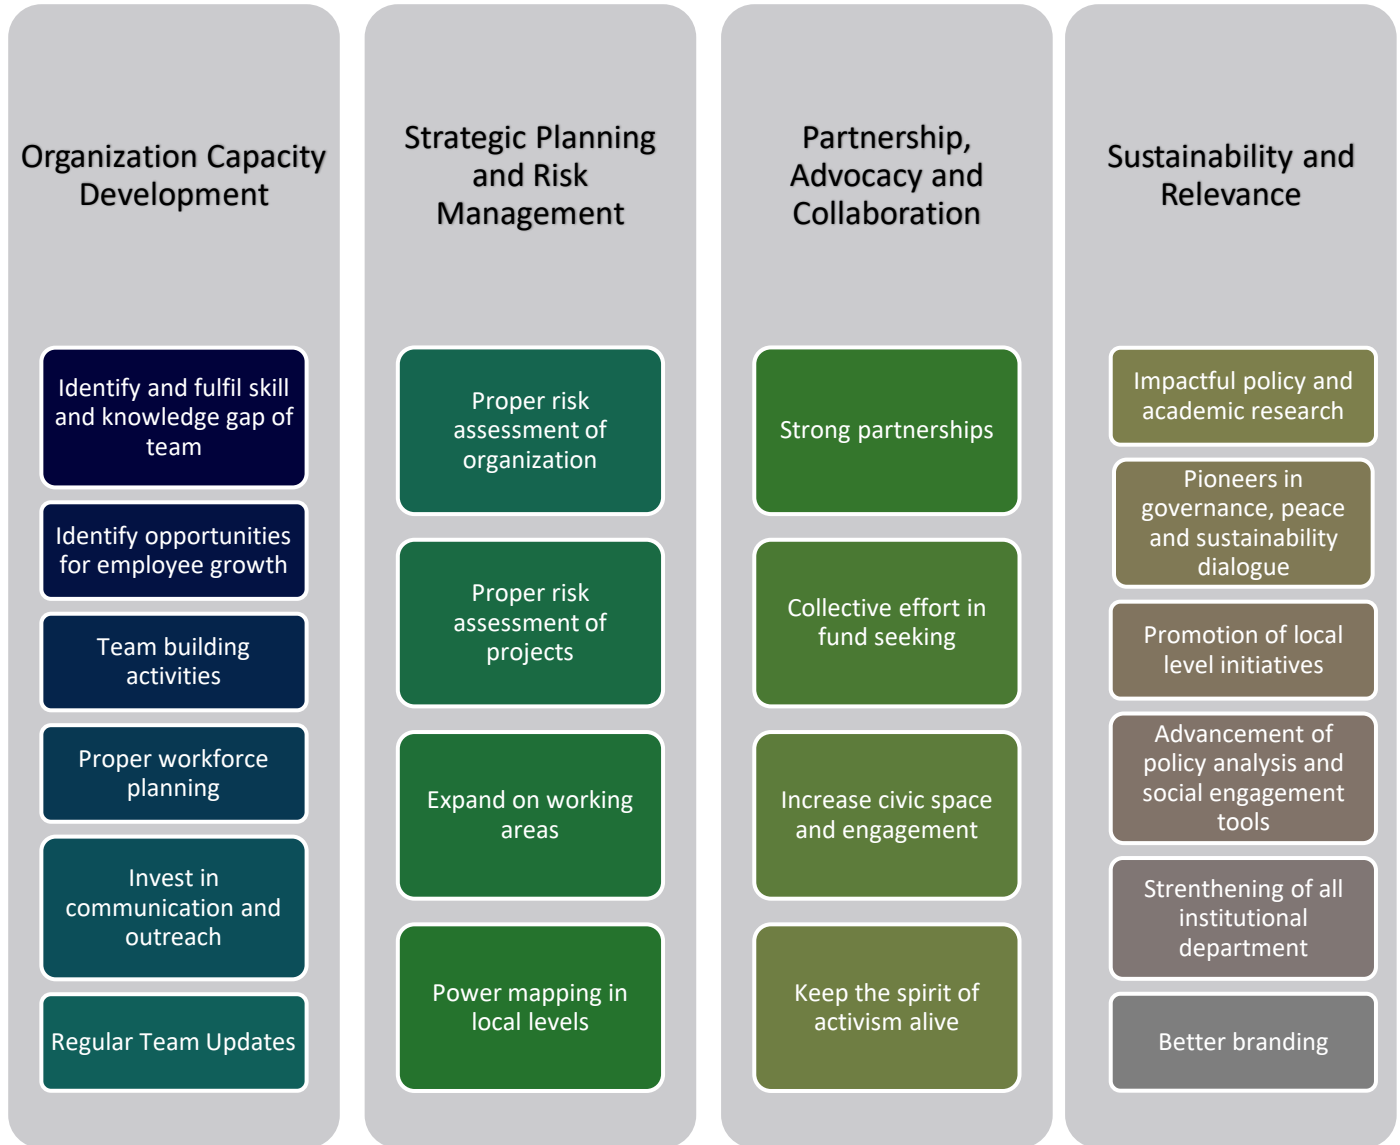 Organization Capacity
Development
Identify and fulfil skill
and knowledge gap of
team
Identify opportunities
for employee growth
Team building
activities
Proper workforce
planning
Invest in
communication and
outreach
Regular Team Updates
Strategic Planning
and Risk
Management
Proper risk
assessment of
organization
Proper risk
assessment of
projects
Expand on working
areas
Power mapping in
local levels
Partnership,
Advocacy and
Collaboration
Strong partnerships
Collective effort in
fund seeking
Increase civic space
and engagement
Keep the spirit of
activism alive
Sustainability and
Relevance
Impactful policy and
academic research
Pioneers in
governance, peace
and sustainability
dialogue
Promotion of local
level initiatives
Advancement of
policy analysis and
social engagement
tools
Strenthening of all
institutional
department
Better branding